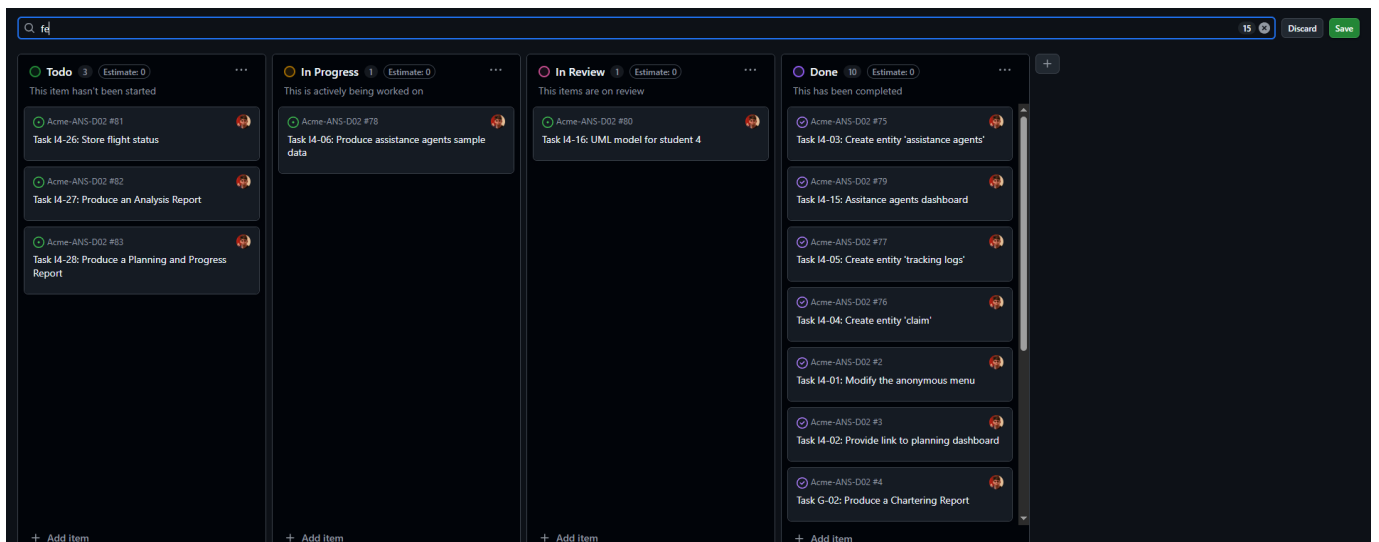 fe
15
Discard
Save
Todo 3 Estimate: 0
This item hasn't been started
Acme-ANS-D02 #81
Task I4-26: Store flight status
Acme-ANS-D02 #82
Task I4-27: Produce an Analysis Report
Acme-ANS-D02 #83
Task I4-28: Produce a Planning and Progress
Report
+ Add item
In Progress 1 Estimate: 0
This is actively being worked on
Acme-ANS-D02 #78
Task I4-06: Produce assistance agents sample
data
+ Add item
In Review 1 Estimate: 0
This items are on review
Acme-ANS-D02 #80
Task I4-16: UML model for student 4
+ Add item
Done 10 Estimate: 0
This has been completed
Acme-ANS-D02 #75
Task I4-03: Create entity 'assistance agents'
Acme-ANS-D02 #79
Task I4-15: Assitance agents dashboard
Acme-ANS-D02 #77
Task I4-05: Create entity 'tracking logs'
Acme-ANS-D02 #76
Task I4-04: Create entity 'claim'
Acme-ANS-D02 #2
Task I4-01: Modify the anonymous menu
Acme-ANS-D02 #3
Task I4-02: Provide link to planning dashboard
Acme-ANS-D02 #4
Task G-02: Produce a Chartering Report
+ Add item